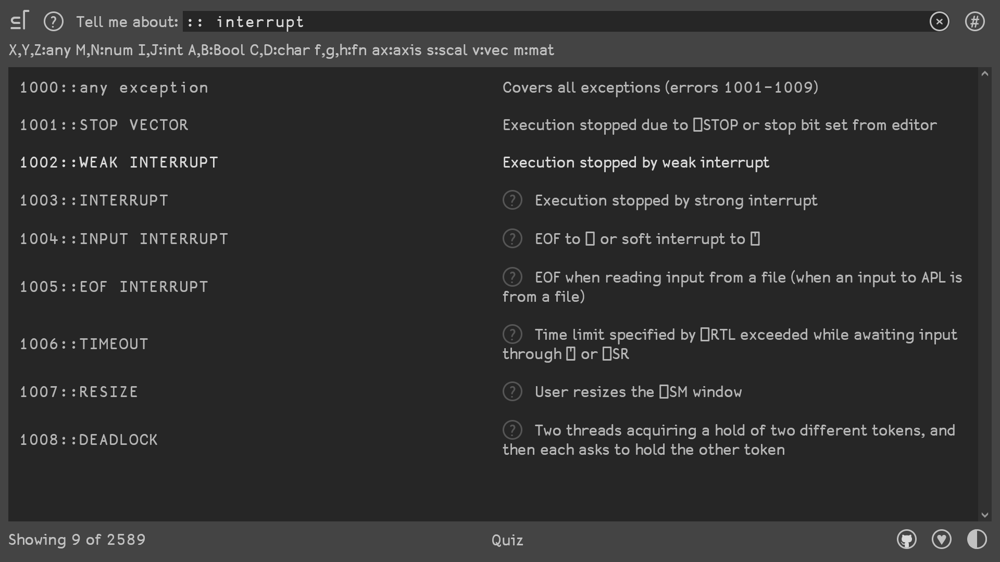 Tell me about: :: interrupt
X,Y,Z:any M,N:num I,J:int A,B:Bool C,D:char f,g,h:fn ax:axis s:scal v:vec m:mat
1000::any exception Covers all exceptions (errors 1001–1009)
1001::STOP VECTOR Execution stopped due to ⎕STOP or stop bit set from editor
1002::WEAK INTERRUPT Execution stopped by weak interrupt
1003::INTERRUPT ? Execution stopped by strong interrupt
1004::INPUT INTERRUPT ? EOF to ⎕ or soft interrupt to ⍞
1005::EOF INTERRUPT ? EOF when reading input from a file (when an input to APL is
from a file)
1006::TIMEOUT ? Time limit specified by ⎕RTL exceeded while awaiting input
through ⍞ or ⎕SR
1007::RESIZE ? User resizes the ⎕SM window
1008::DEADLOCK ? Two threads acquiring a hold of two different tokens, and
then each asks to hold the other token
Showing 9 of 2589 Quiz